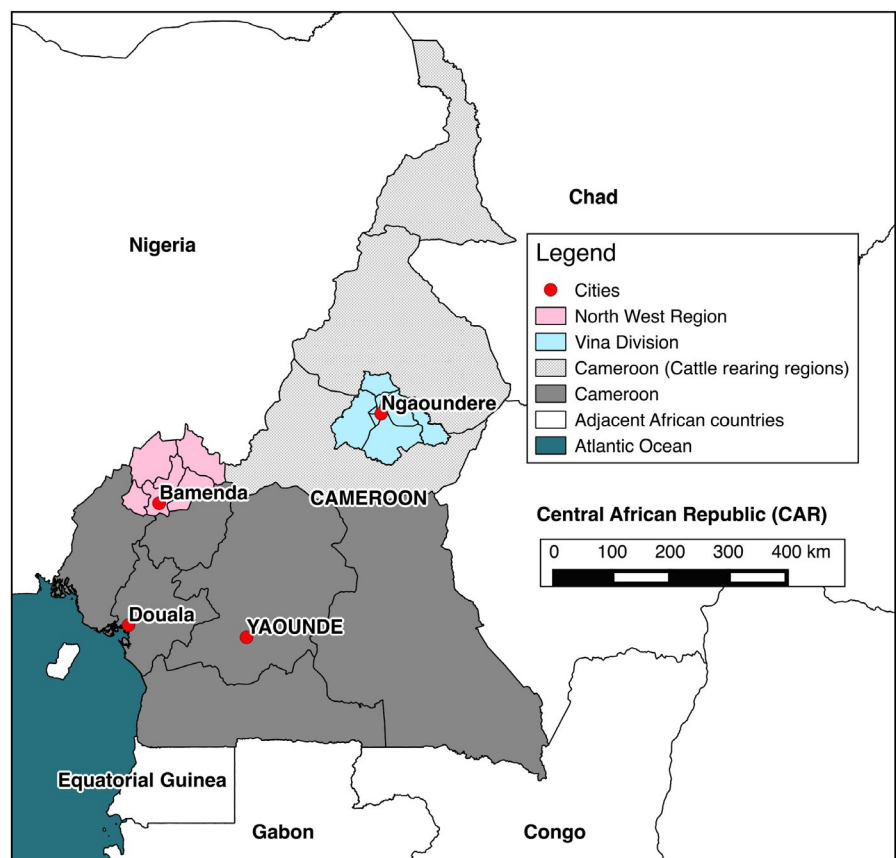 Chad
Nigeria
Legend
Cities
North West Region
Vina Division
Cameroon (Cattle rearing regions)
Cameroon
Adjacent African countries
Atlantic Ocean
Ngaoundere
Bamenda
CAMEROON
Central African Republic (CAR)
0 100 200 300 400 km
Douala
YAOUNDE
Equatorial Guinea
Gabon
Congo